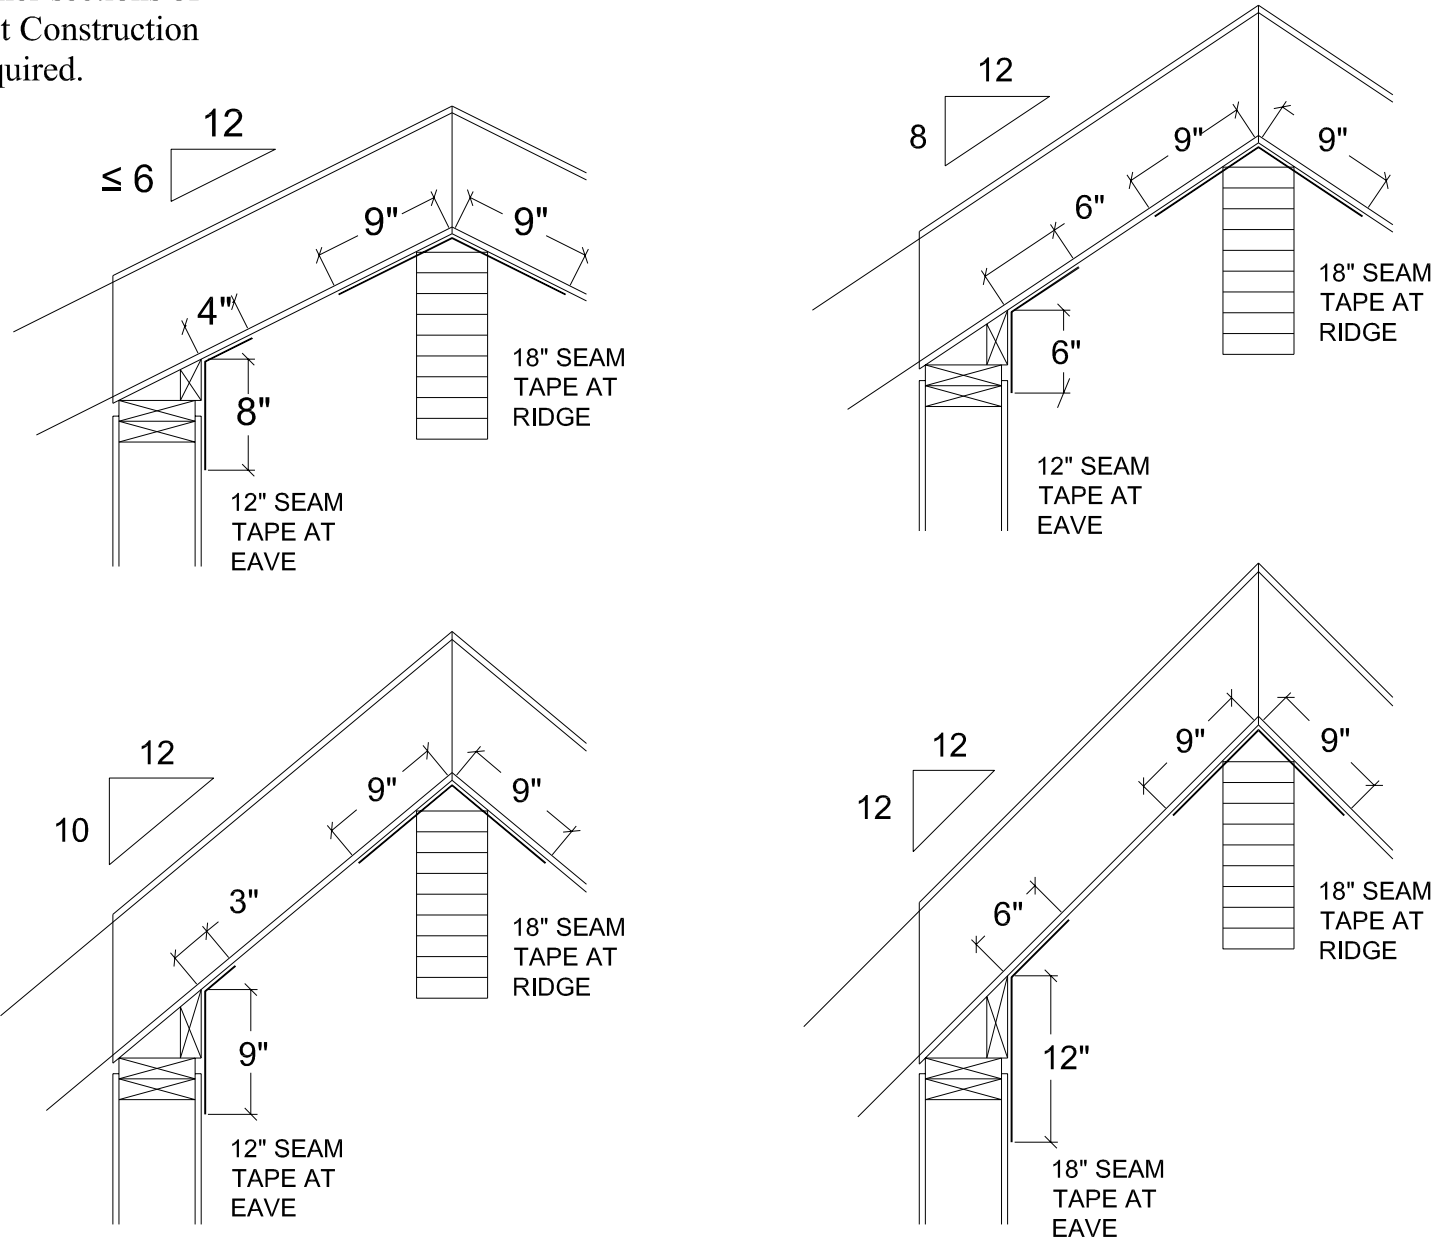 t Construction
quired.
12
≤ 6
9"
9"
4"
8"
18" SEAM
TAPE AT
RIDGE
12" SEAM
TAPE AT
EAVE
12
8
9"
9"
6"
6"
18" SEAM
TAPE AT
RIDGE
12" SEAM
TAPE AT
EAVE
12
10
9"
9"
3"
9"
18" SEAM
TAPE AT
RIDGE
12" SEAM
TAPE AT
EAVE
12
12
9"
9"
6"
12"
18" SEAM
TAPE AT
RIDGE
18" SEAM
TAPE AT
EAVE